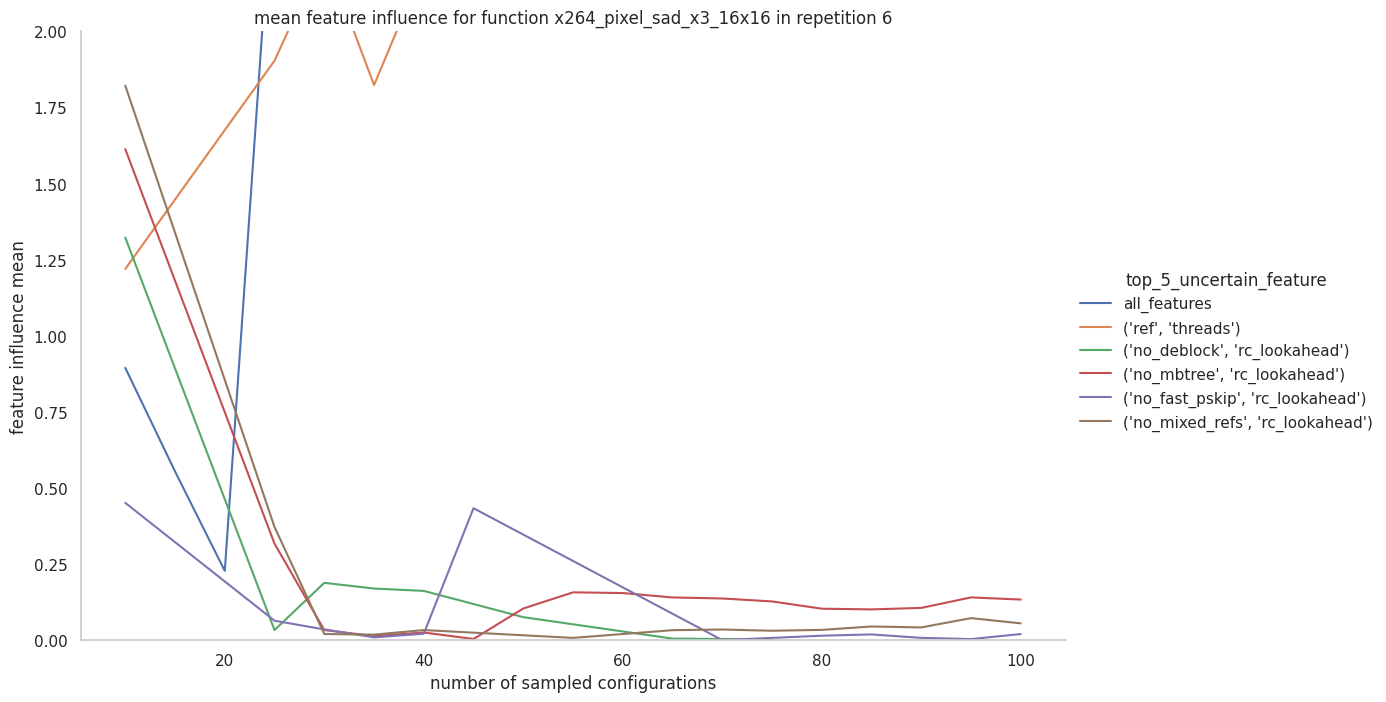 mean feature influence for function x264_pixel_sad_x3_16x16 in repetition 6
2.00
1.75
1.50
1.25
1.00
0.75
0.50
0.25
0.00
feature influence mean
20
40
60
80
100
number of sampled configurations
top_5_uncertain_feature
all_features
('ref', 'threads')
('no_deblock', 'rc_lookahead')
('no_mbtree', 'rc_lookahead')
('no_fast_pskip', 'rc_lookahead')
('no_mixed_refs', 'rc_lookahead')